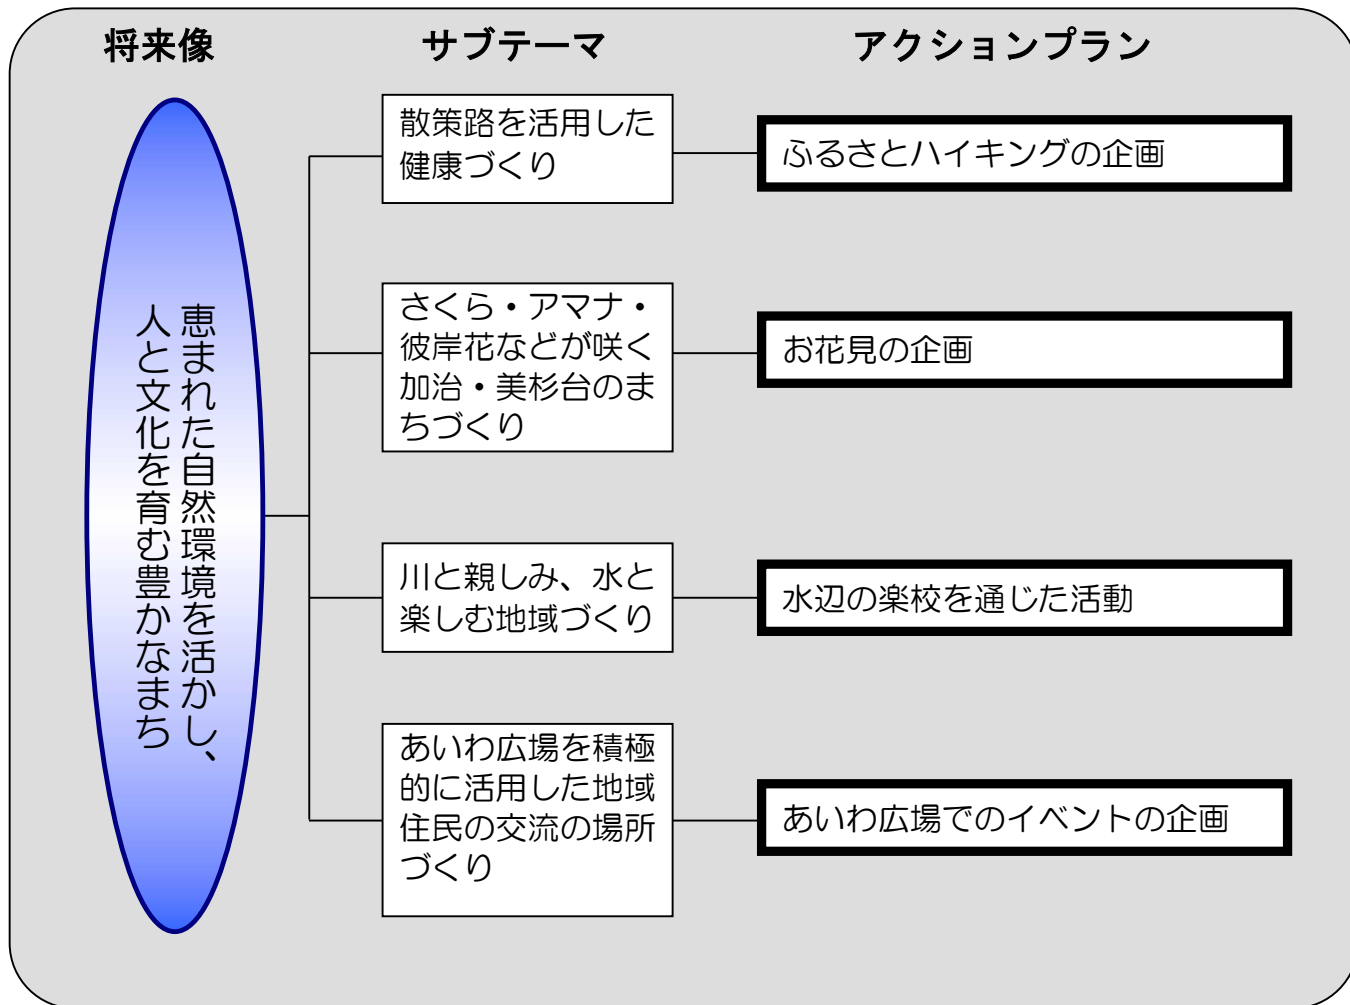 将来像
サブテーマ
アクションプラン
恵まれた自然環境を活かし、
人と文化を育む豊かなまち
散策路を活用した
健康づくり
ふるさとハイキングの企画
さくら・アマナ・
彼岸花などが咲く
加治・美杉台のま
ちづくり
お花見の企画
川と親しみ、水と
楽しむ地域づくり
水辺の楽校を通じた活動
あいわ広場を積極
的に活用した地域
住民の交流の場所
づくり
あいわ広場でのイベントの企画